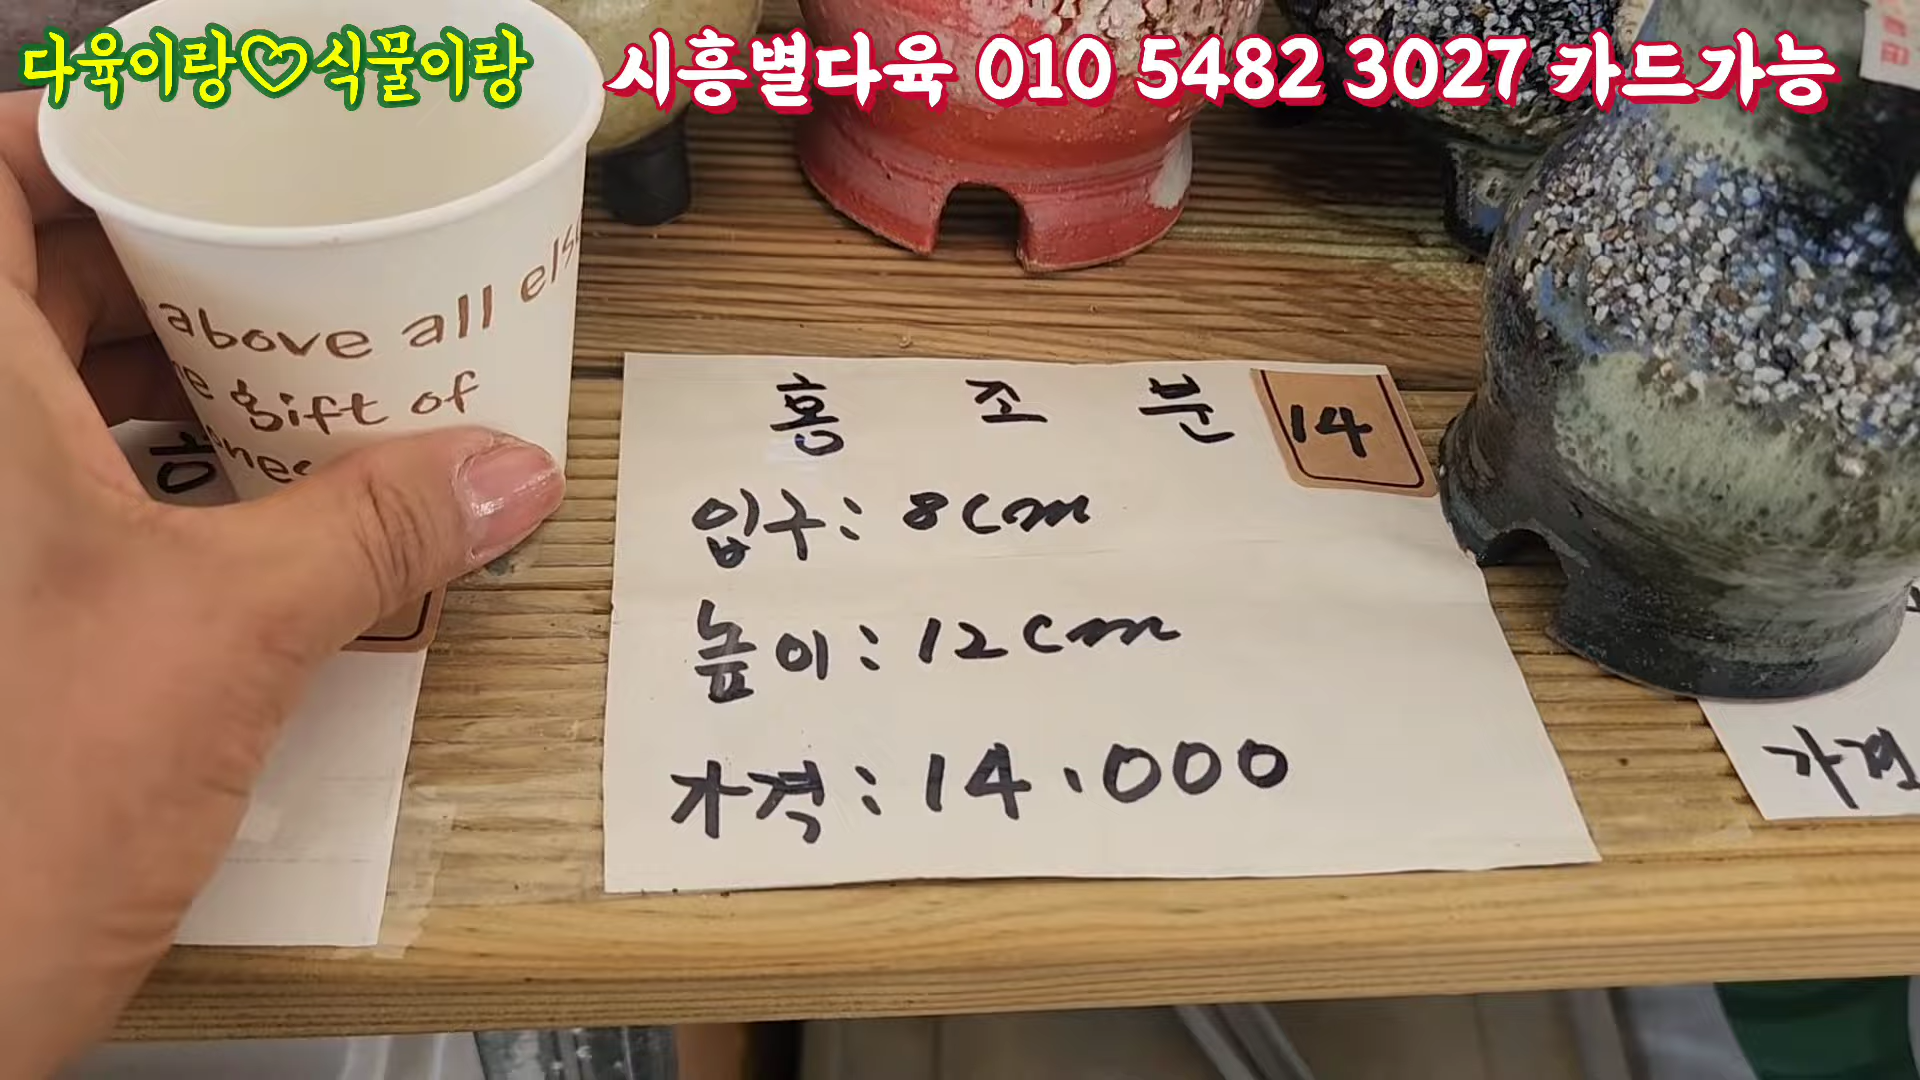 다육이랑♡식물이랑
시흥별다육 010 5482 3027 카드가능
above all else
gift of
홍 조 분 14
입구: 8cm
높이: 12cm
가격: 14.000
가격